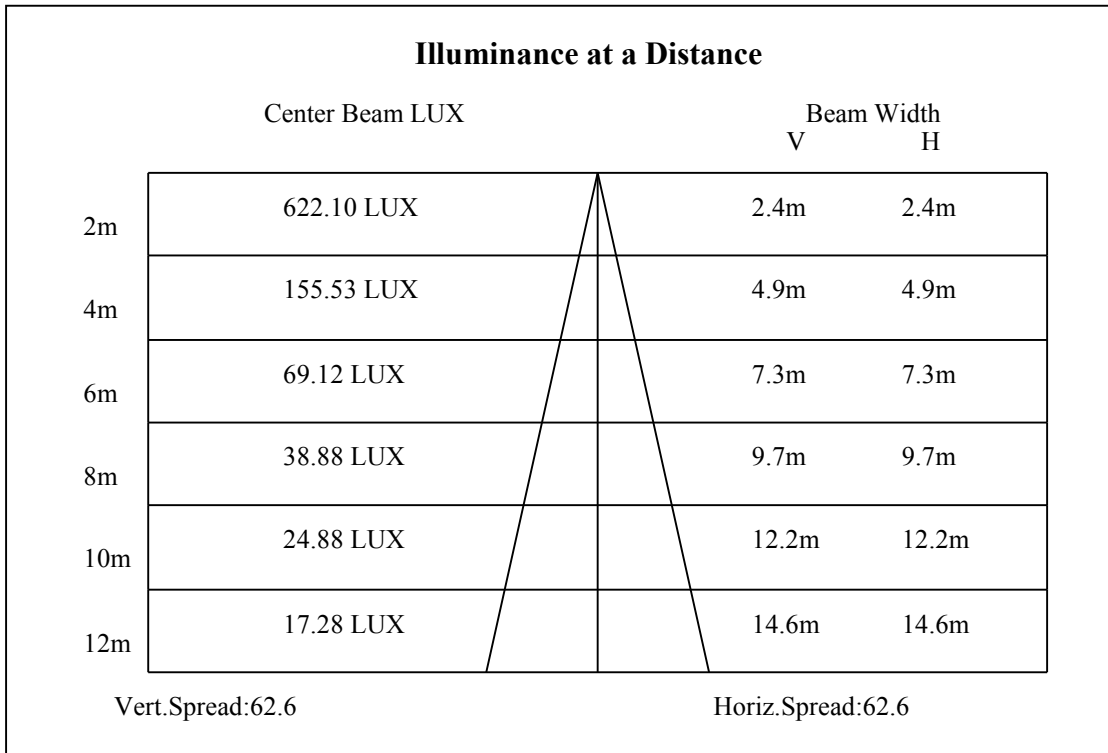 Illuminance at a Distance
Center Beam LUX Beam Width
V H
2m 622.10 LUX 2.4m 2.4m
4m 155.53 LUX 4.9m 4.9m
6m 69.12 LUX 7.3m 7.3m
8m 38.88 LUX 9.7m 9.7m
10m 24.88 LUX 12.2m 12.2m
12m 17.28 LUX 14.6m 14.6m
Vert.Spread:62.6 Horiz.Spread:62.6